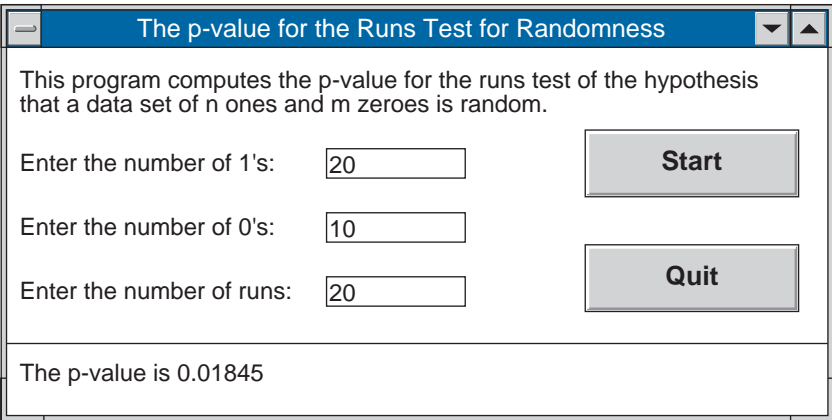 The p-value for the Runs Test for Randomness
This program computes the p-value for the runs test of the hypothesis
that a data set of n ones and m zeroes is random.
Enter the number of 1's: 20
Start
Enter the number of 0's: 10
Enter the number of runs: 20
Quit
The p-value is 0.01845